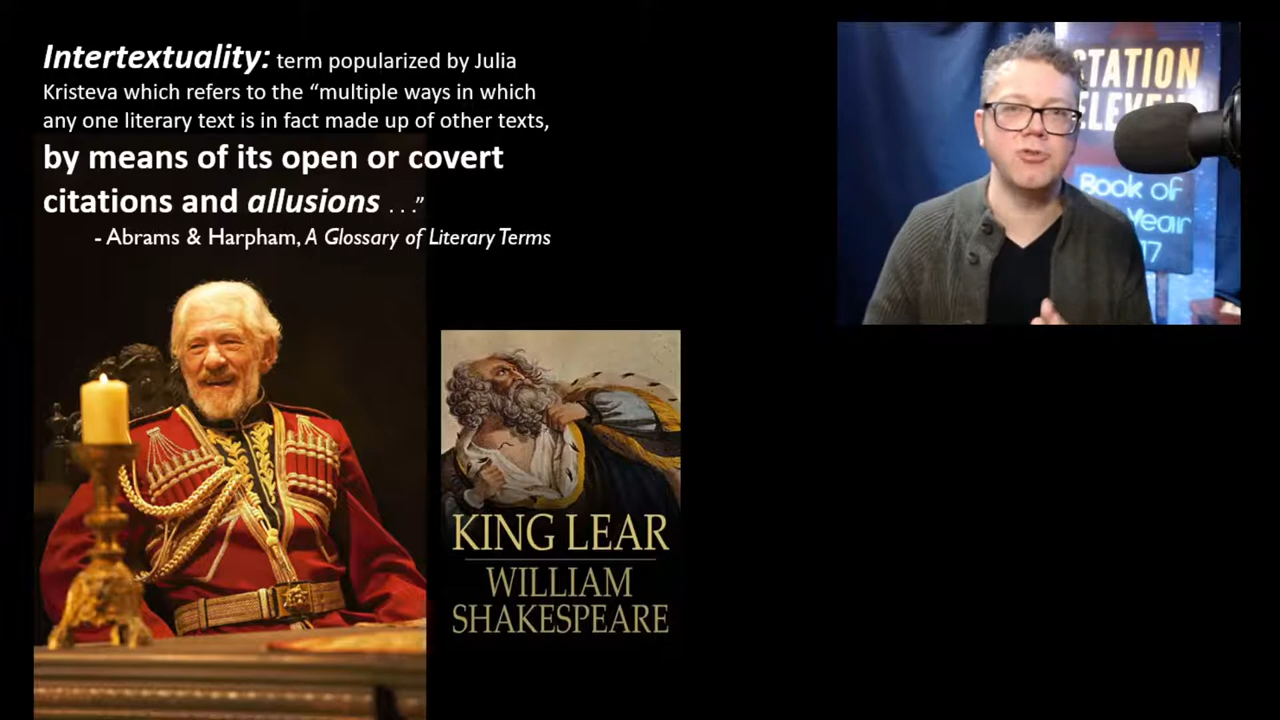 Intertextuality: term popularized by Julia
Kristeva which refers to the “multiple ways in which
any one literary text is in fact made up of other texts,
by means of its open or covert
citations and allusions . . .”
- Abrams & Harpham, A Glossary of Literary Terms
KING LEAR
WILLIAM
SHAKESPEARE
STATION
ELEVEN
Book of
Year
17